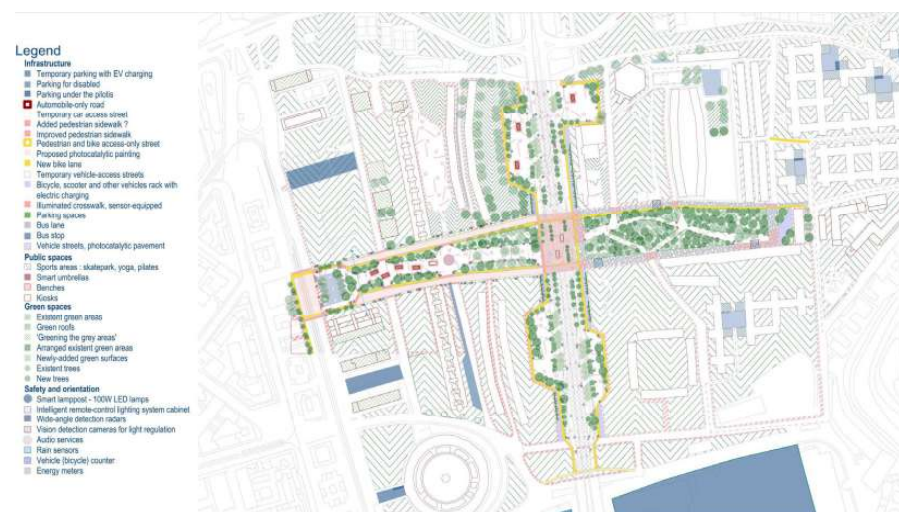 Legend
Infrastructure
Temporary parking with EV charging
Parking for disabled
Parking under the pilotis
Automobile-only road
Temporary car access street
Added pedestrian sidewalk ?
Improved pedestrian sidewalk
Pedestrian and bike access-only street
Proposed photocatalytic painting
New bike lane
Temporary vehicle-access streets
Bicycle, scooter and other vehicles rack with
electric charging
Illuminated crosswalk, sensor-equipped
Parking spaces
Bus lane
Bus stop
Vehicle streets, photocatalytic pavement
Public spaces
Sports areas : skatepark, yoga, pilates
Smart umbrellas
Benches
Kiosks
Green spaces
Existent green areas
Green roofs
'Greening the grey areas'
Arranged existent green areas
Newly-added green surfaces
Existent trees
New trees
Safety and orientation
Smart lamppost - 100W LED lamps
Intelligent remote-control lighting system cabinet
Wide-angle detection radars
Vision detection cameras for light regulation
Audio services
Rain sensors
Vehicle (bicycle) counter
Energy meters